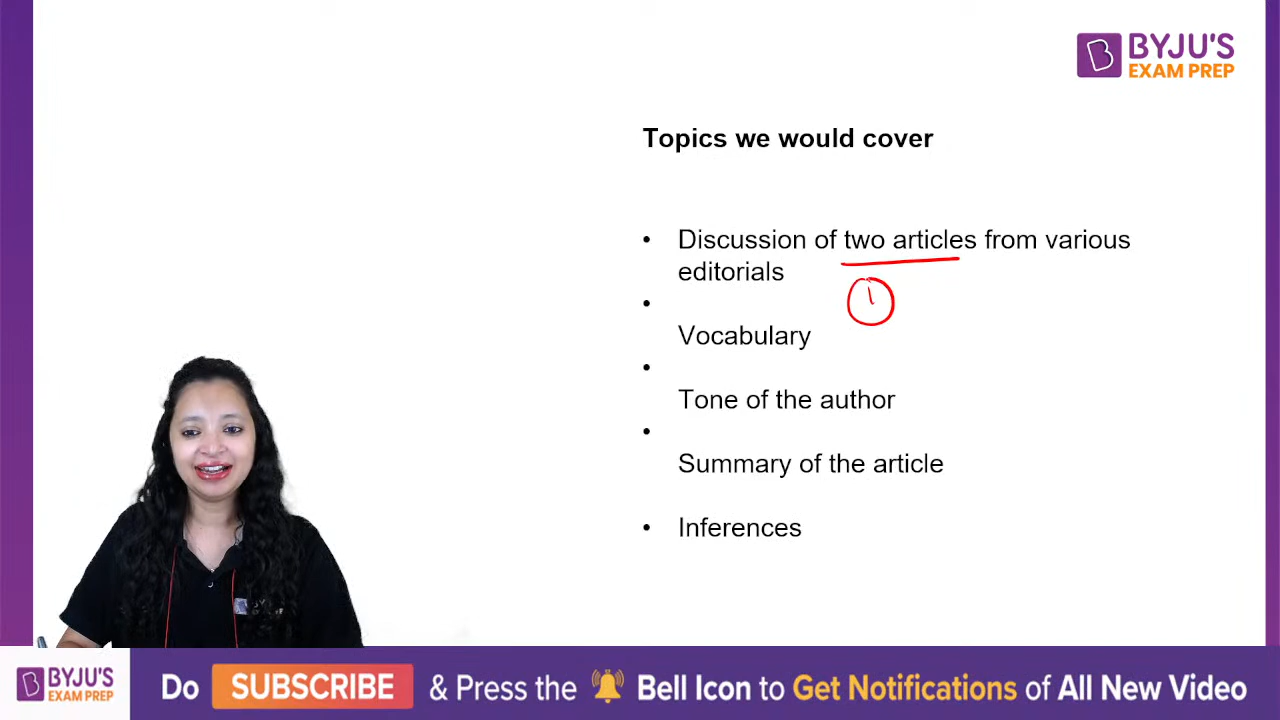 BYJU'S
EXAM PREP
Topics we would cover
• Discussion of two articles from various
editorials
1
•
Vocabulary
•
Tone of the author
•
Summary of the article
• Inferences
BYJU'S
EXAM PREP
Do SUBSCRIBE & Press the Bell Icon to Get Notifications of All New Video